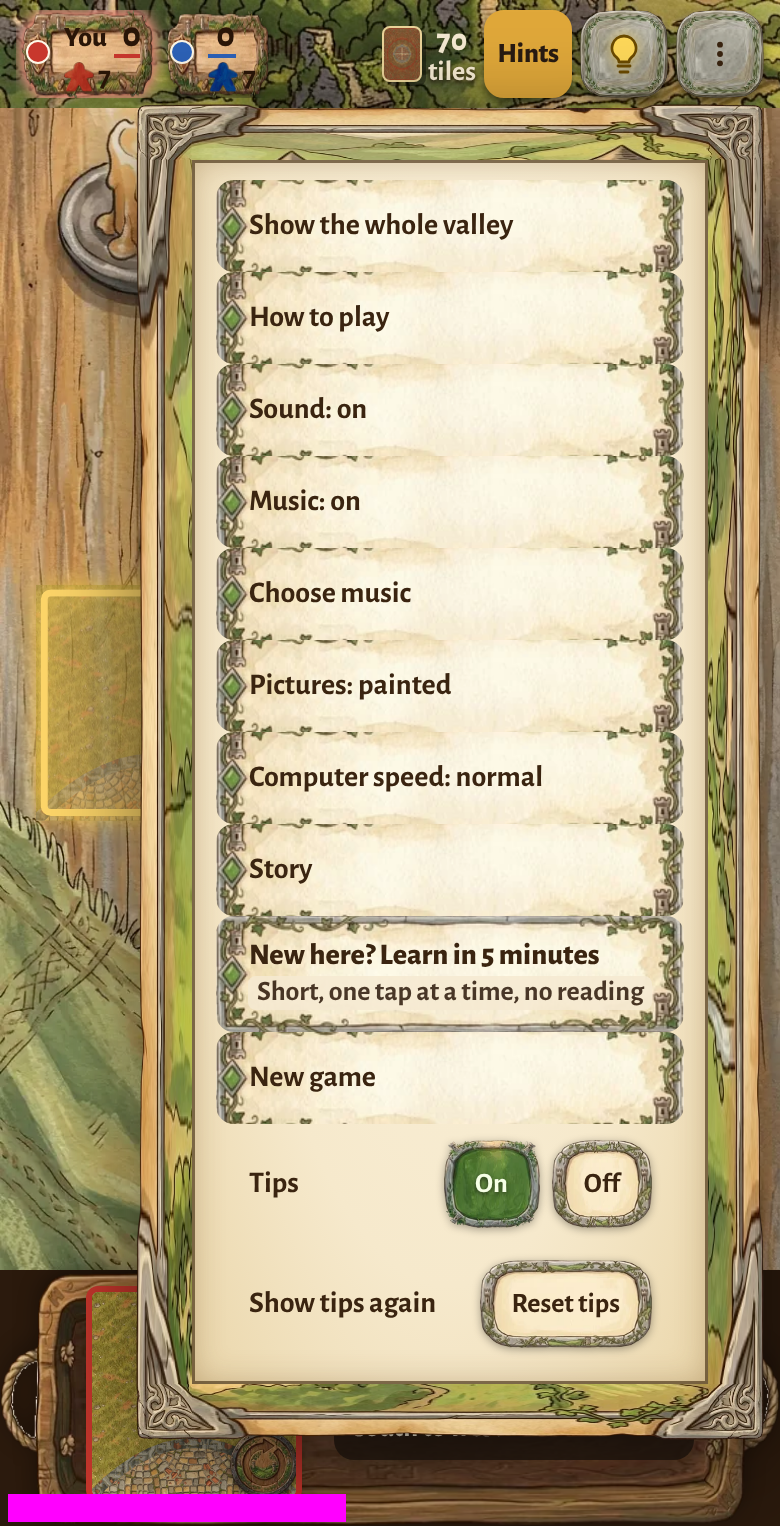 You 0
7
0
7
70
tiles
Hints
Show the whole valley
How to play
Sound: on
Music: on
Choose music
Pictures: painted
Computer speed: normal
Story
New here? Learn in 5 minutes
Short, one tap at a time, no reading
New game
Tips
On
Off
Show tips again
Reset tips